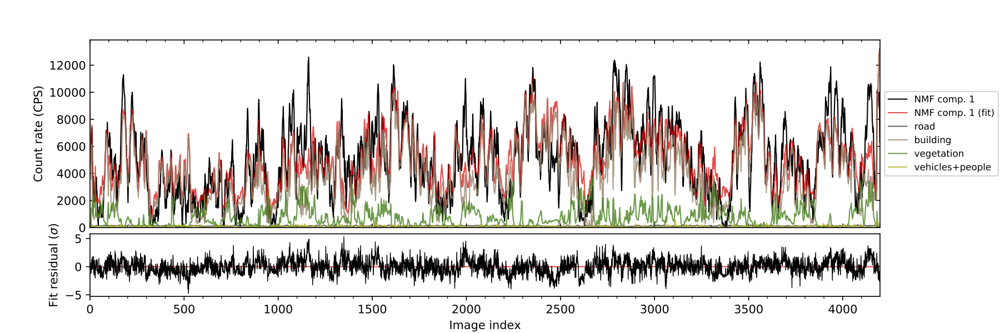 12000
10000
8000
6000
4000
2000
0
Count rate (CPS)
NMF comp. 1
NMF comp. 1 (fit)
road
building
vegetation
vehicles+people
5
0
−5
Fit residual (σ)
0 500 1000 1500 2000 2500 3000 3500 4000
Image index